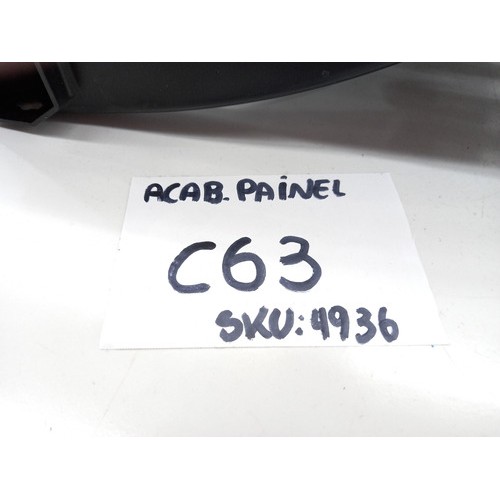 ACAB. PAINEL
C63
SKU: 4936